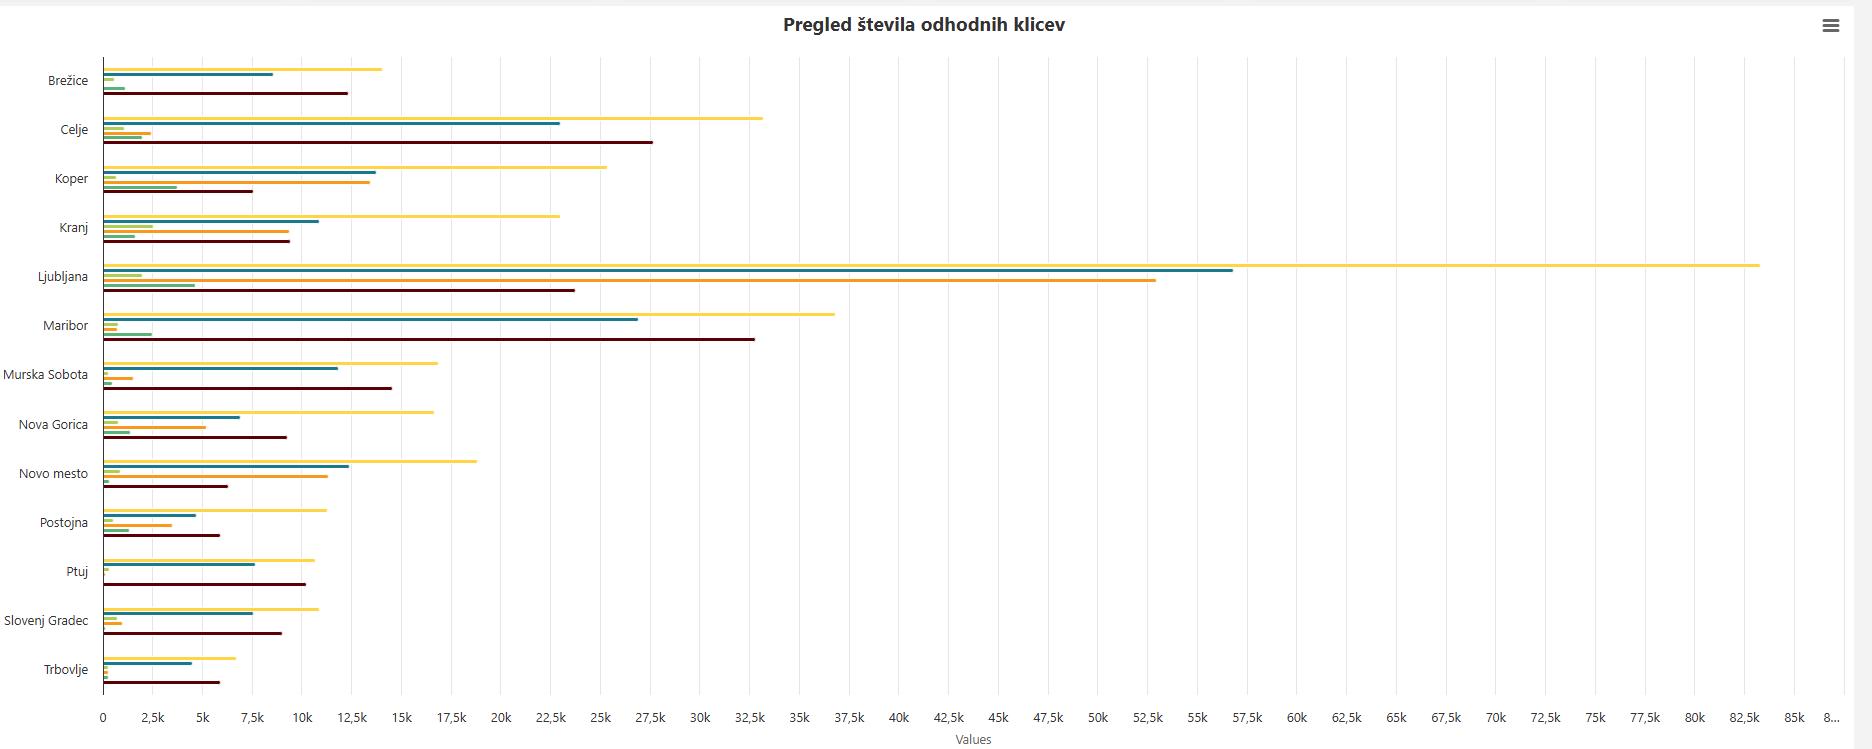 Pregled števila odhodnih klicev
Brežice
Celje
Koper
Kranj
Ljubljana
Maribor
Murska Sobota
Nova Gorica
Novo mesto
Postojna
Ptuj
Slovenj Gradec
Trbovlje
0 2,5k 5k 7,5k 10k 12,5k 15k 17,5k 20k 22,5k 25k 27,5k 30k 32,5k 35k 37,5k 40k 42,5k 45k 47,5k 50k 52,5k 55k 57,5k 60k 62,5k 65k 67,5k 70k 72,5k 75k 77,5k 80k 82,5k 85k 8...
Values